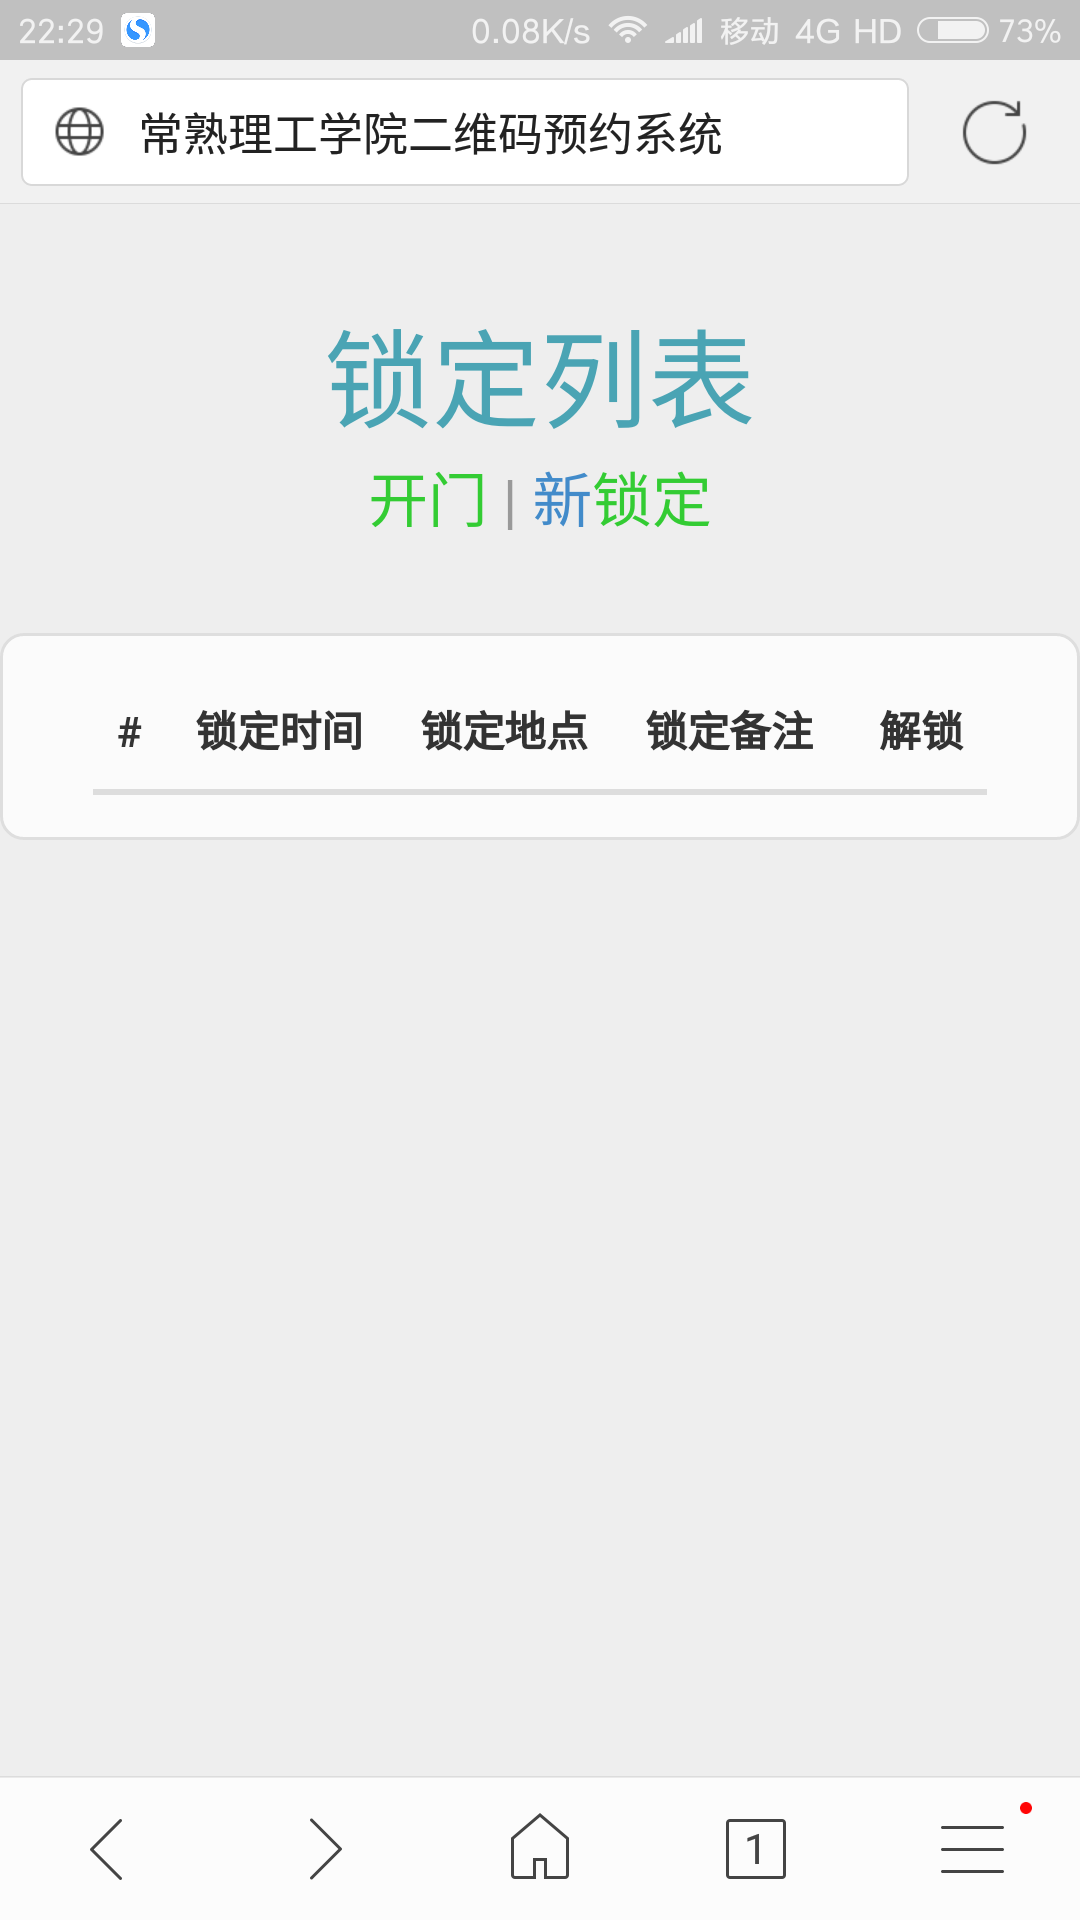 22:29 0.08K/s 移动 4G HD 73%
常熟理工学院二维码预约系统
锁定列表
开门 | 新锁定
# 锁定时间 锁定地点 锁定备注 解锁
1